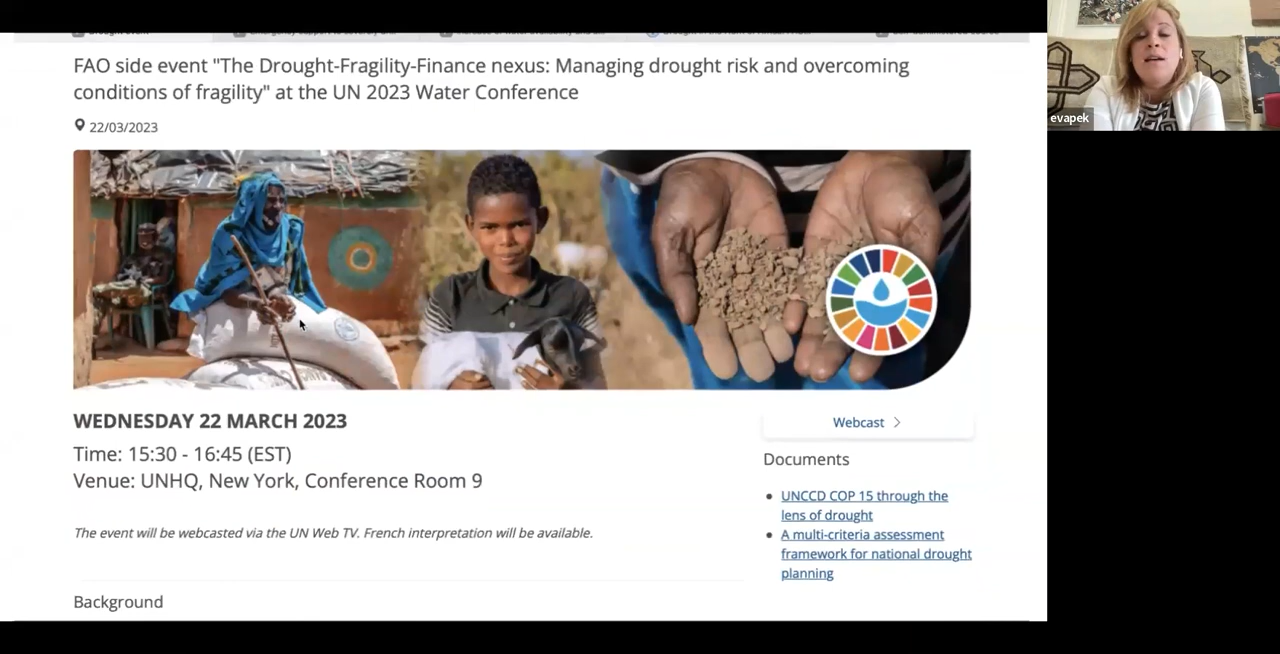 FAO side event "The Drought-Fragility-Finance nexus: Managing drought risk and overcoming
conditions of fragility" at the UN 2023 Water Conference
22/03/2023
evapek
WEDNESDAY 22 MARCH 2023
Time: 15:30 - 16:45 (EST)
Venue: UNHQ, New York, Conference Room 9
The event will be webcasted via the UN Web TV. French interpretation will be available.
Background
Webcast
Documents
UNCCD COP 15 through the
lens of drought
A multi-criteria assessment
framework for national drought
planning